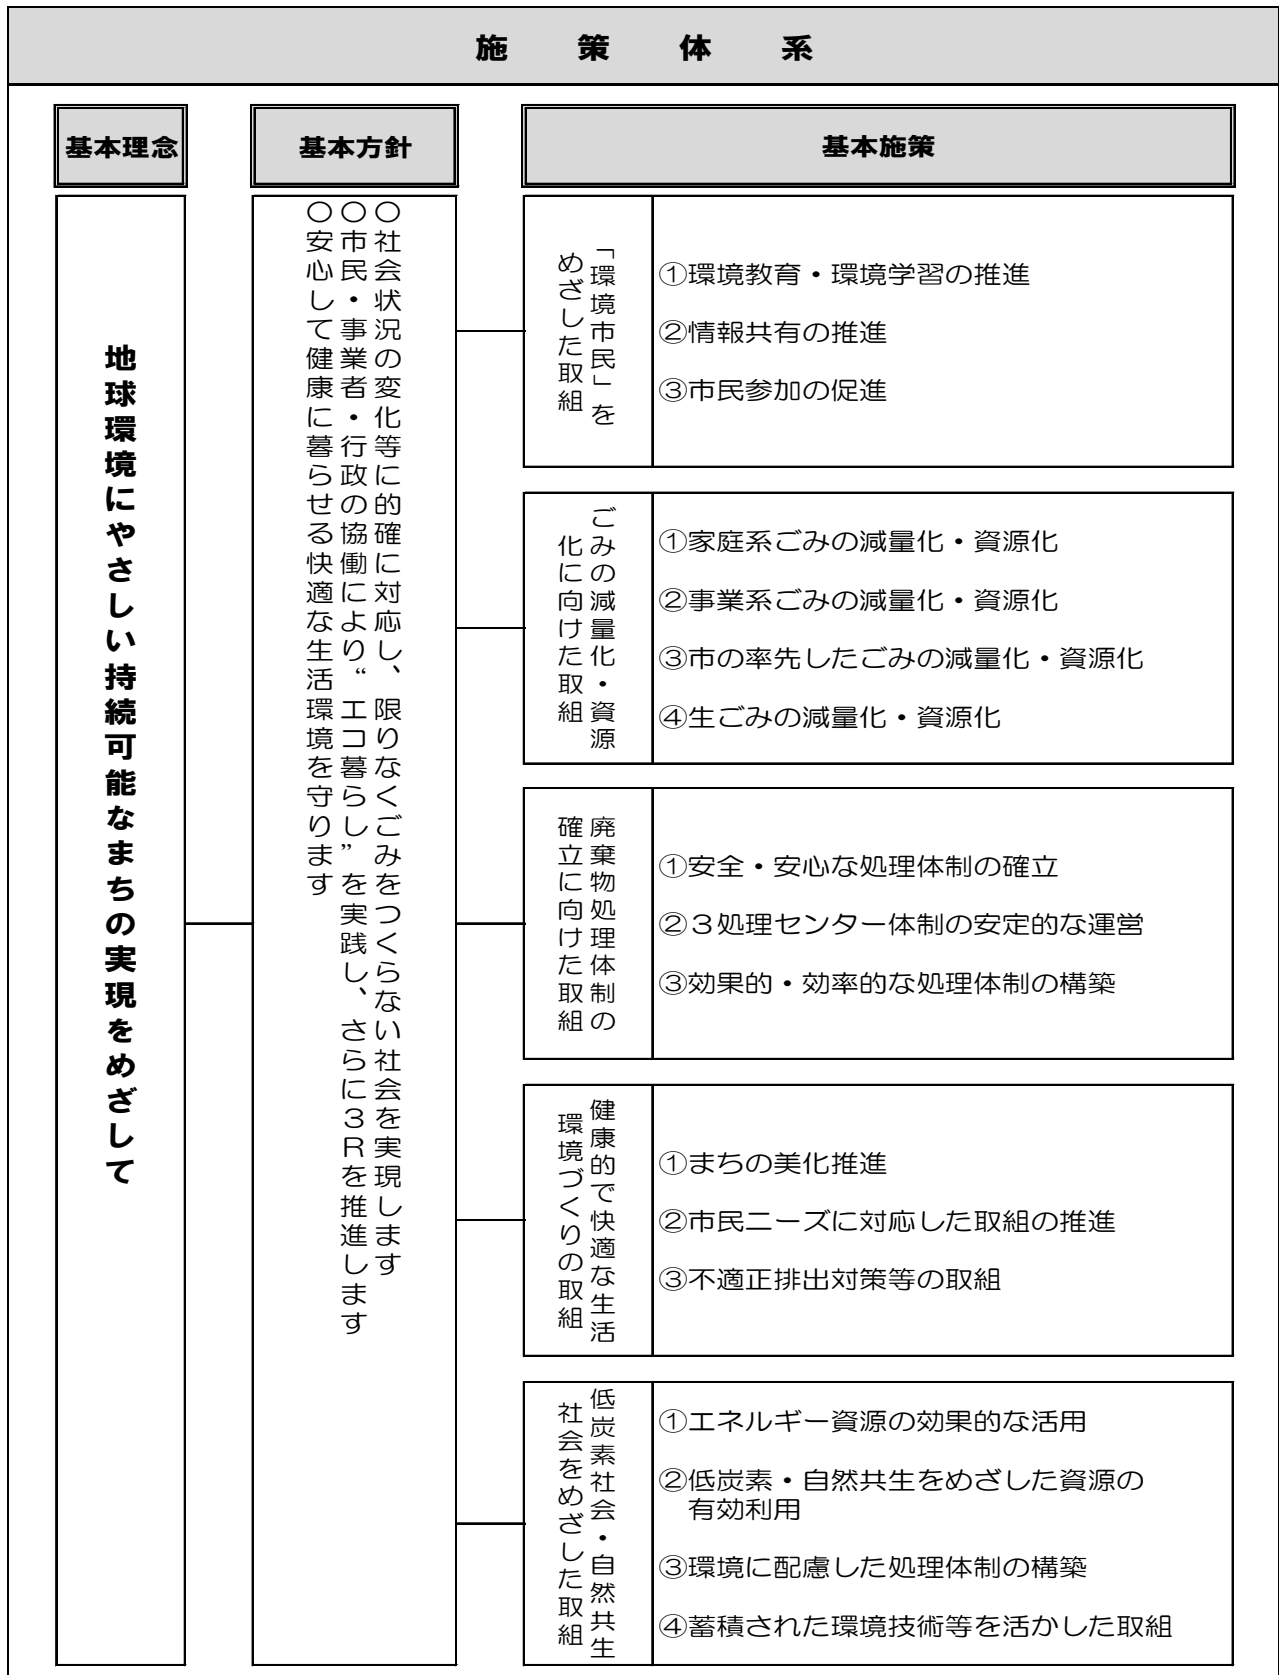 施策体系
基本理念
基本方針
基本施策
地球環境にやさしい持続可能なまちの実現をめざして
〇社会状況の変化等に的確に対応し、限りなくごみをつくらない社会を実現します
〇市民・事業者・行政の協働により“エコ暮らし”を実践し、さらに３Ｒを推進します
〇安心して健康に暮らせる快適な生活環境を守ります
「環境市民」を
めざした取組
①環境教育・環境学習の推進
②情報共有の推進
③市民参加の促進
ごみの減量化・資源
化に向けた取組
①家庭系ごみの減量化・資源化
②事業系ごみの減量化・資源化
③市の率先したごみの減量化・資源化
④生ごみの減量化・資源化
廃棄物処理体制の
確立に向けた取組
①安全・安心な処理体制の確立
②３処理センター体制の安定的な運営
③効果的・効率的な処理体制の構築
健康的で快適な生活
環境づくりの取組
①まちの美化推進
②市民ニーズに対応した取組の推進
③不適正排出対策等の取組
低炭素社会・自然共生
社会をめざした取組
①エネルギー資源の効果的な活用
②低炭素・自然共生をめざした資源の
有効利用
③環境に配慮した処理体制の構築
④蓄積された環境技術等を活かした取組